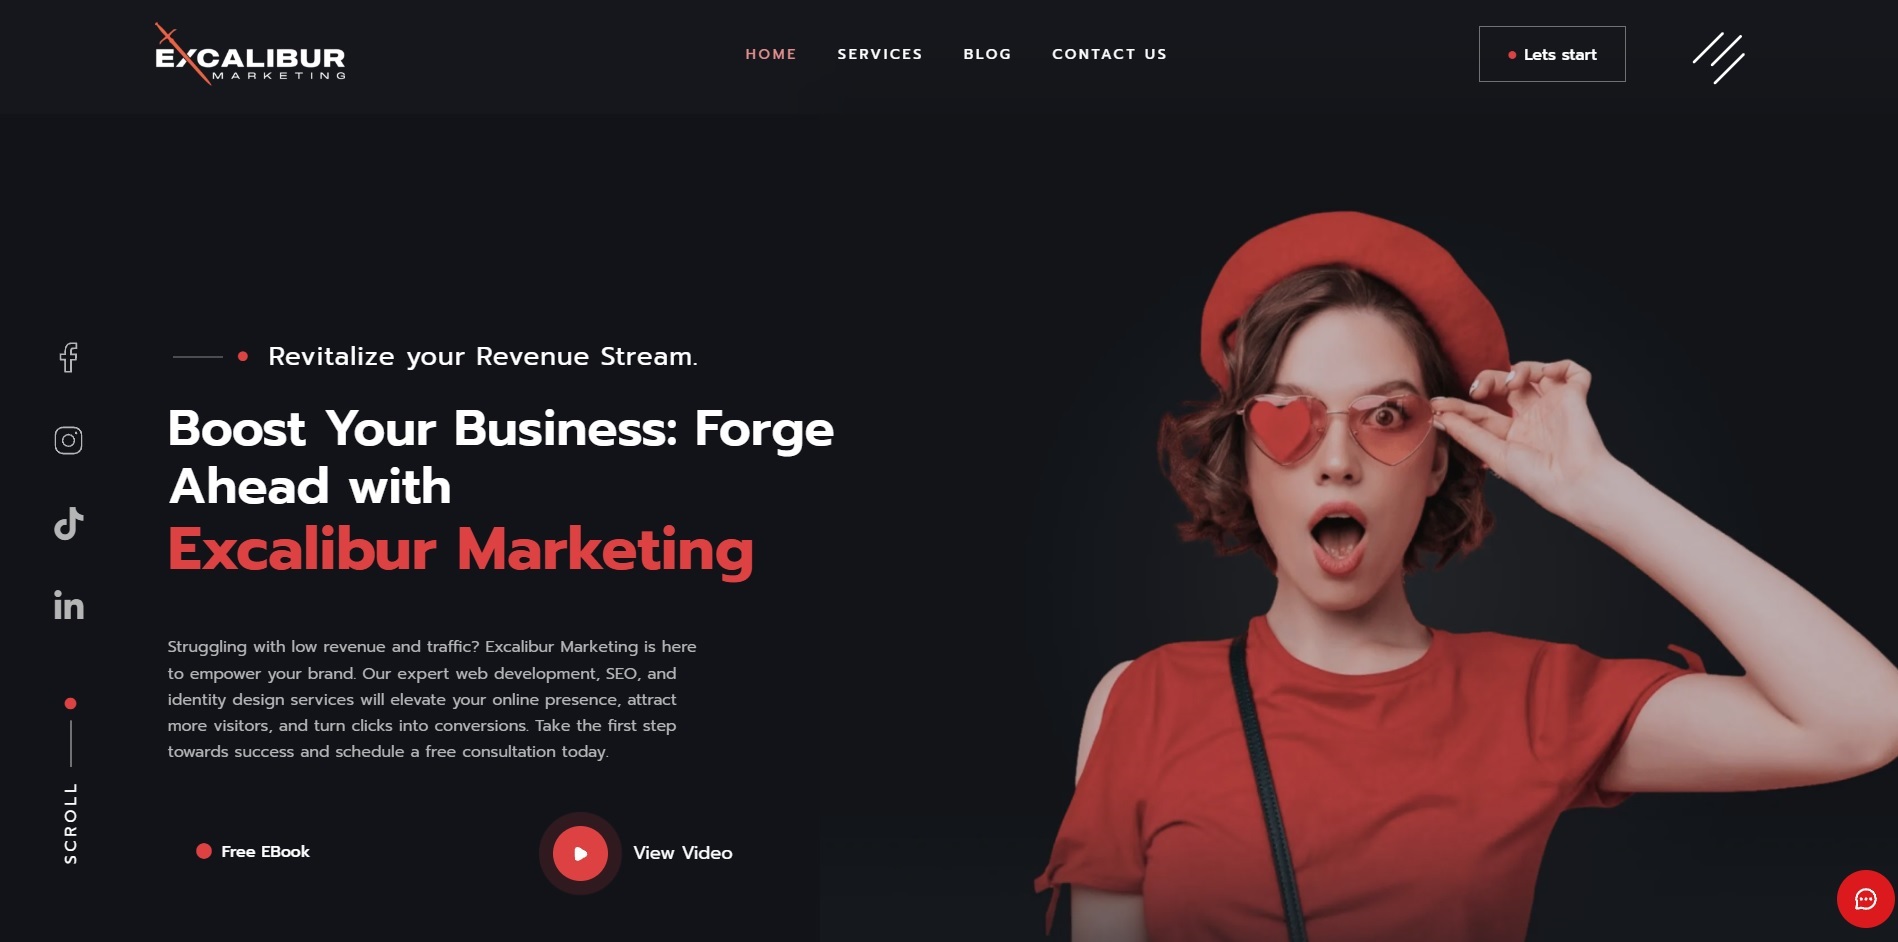 EXCALIBUR
MARKETING
HOME
SERVICES
BLOG
CONTACT US
Lets start
Revitalize your Revenue Stream.
Boost Your Business: Forge
Ahead with
Excalibur Marketing
Struggling with low revenue and traffic? Excalibur Marketing is here
to empower your brand. Our expert web development, SEO, and
identity design services will elevate your online presence, attract
more visitors, and turn clicks into conversions. Take the first step
towards success and schedule a free consultation today.
SCROLL
Free EBook
View Video